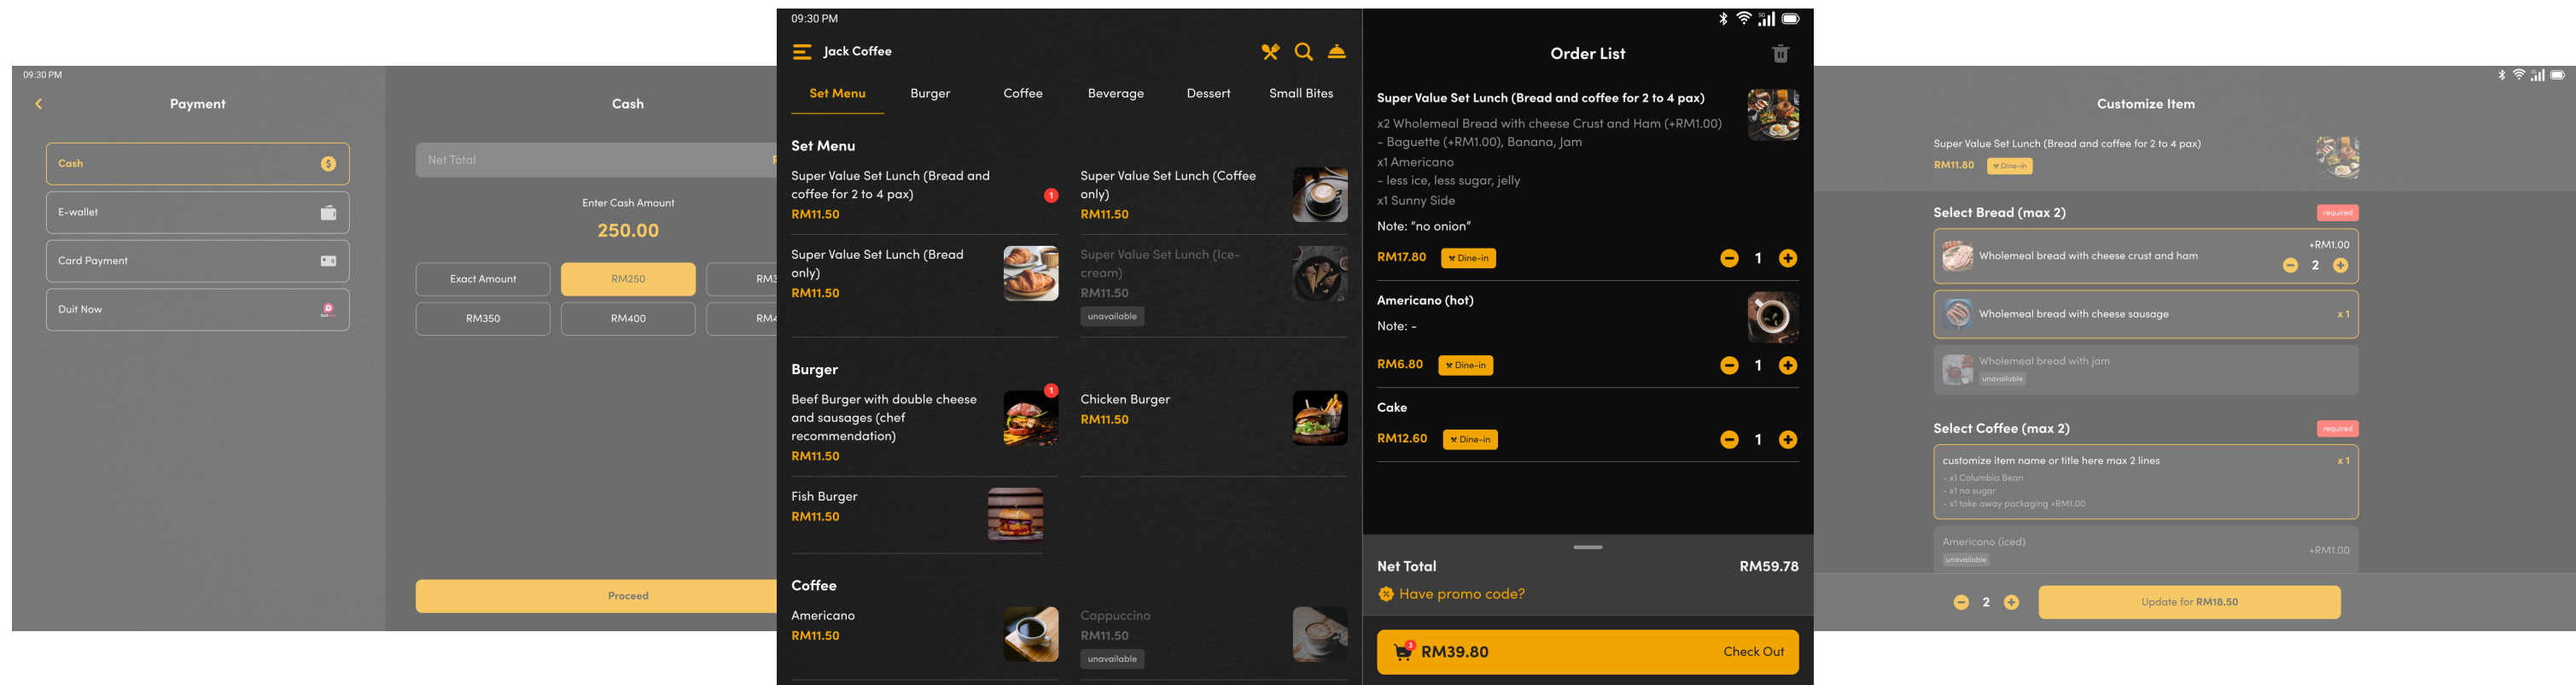 09:30 PM
Payment
Cash
E-wallet
Card Payment
Duit Now
Cash
Net Total
Enter Cash Amount
250.00
Exact Amount
RM250
RM350
RM400
Proceed
09:30 PM
Jack Coffee
Set Menu
Burger
Coffee
Beverage
Dessert
Small Bites
Set Menu
Super Value Set Lunch (Bread and
coffee for 2 to 4 pax)
RM11.50
1
Super Value Set Lunch (Coffee
only)
RM11.50
Super Value Set Lunch (Bread
only)
RM11.50
Super Value Set Lunch (Ice-
cream)
RM11.50
unavailable
Burger
Beef Burger with double cheese
and sausages (chef
recommendation)
RM11.50
1
Chicken Burger
RM11.50
Fish Burger
RM11.50
Coffee
Americano
RM11.50
Cappuccino
RM11.50
unavailable
5G
Order List
Super Value Set Lunch (Bread and coffee for 2 to 4 pax)
x2 Wholemeal Bread with cheese Crust and Ham (+RM1.00)
- Baguette (+RM1.00), Banana, Jam
x1 Americano
- less ice, less sugar, jelly
x1 Sunny Side
Note: “no onion”
RM17.80
Dine-in
1
Americano (hot)
Note: -
RM6.80
Dine-in
1
Cake
RM12.60
Dine-in
1
Net Total
RM59.78
Have promo code?
3
RM39.80
Check Out
Customize Item
Super Value Set Lunch (Bread and coffee for 2 to 4 pax)
RM11.80
Dine-in
Select Bread (max 2)
required
Wholemeal bread with cheese crust and ham
+RM1.00
2
Wholemeal bread with cheese sausage
x 1
Wholemeal bread with jam
unavailable
Select Coffee (max 2)
required
customize item name or title here max 2 lines
x 1
- x1 Columbia Bean
- x1 no sugar
- x1 take away packaging +RM1.00
Americano (iced)
+RM1.00
unavailable
2
Update for RM18.50